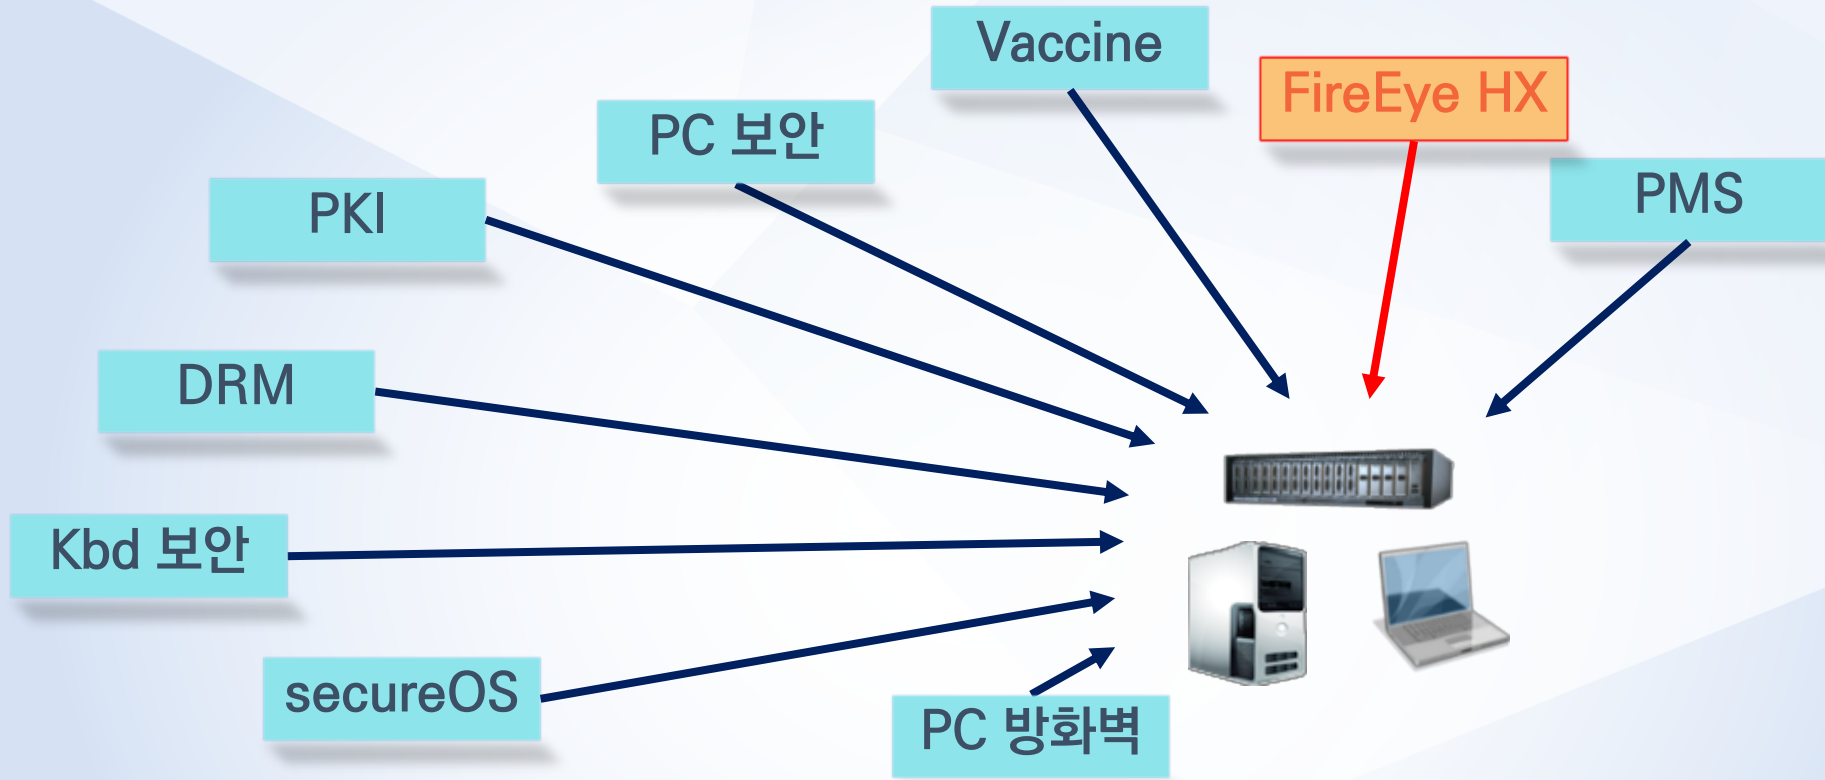 Vaccine
FireEye HX
PC 보안
PMS
PKI
DRM
Kbd 보안
secureOS
PC 방화벽